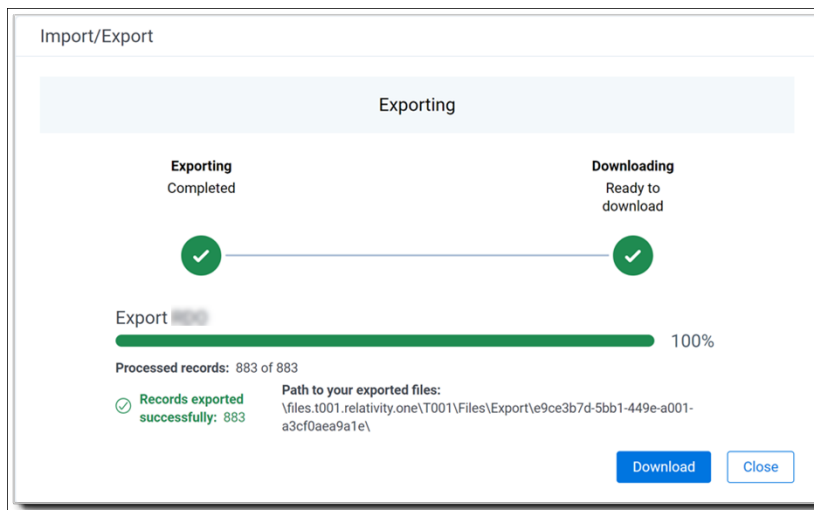 Import/Export
Exporting
Exporting
Completed
Downloading
Ready to
download
Export
100%
Processed records: 883 of 883
Records exported
successfully: 883
Path to your exported files:
\files.t001.relativity.one\T001\Files\Export\e9ce3b7d-5bb1-449e-a001-
a3cf0aea9a1e\
Download
Close